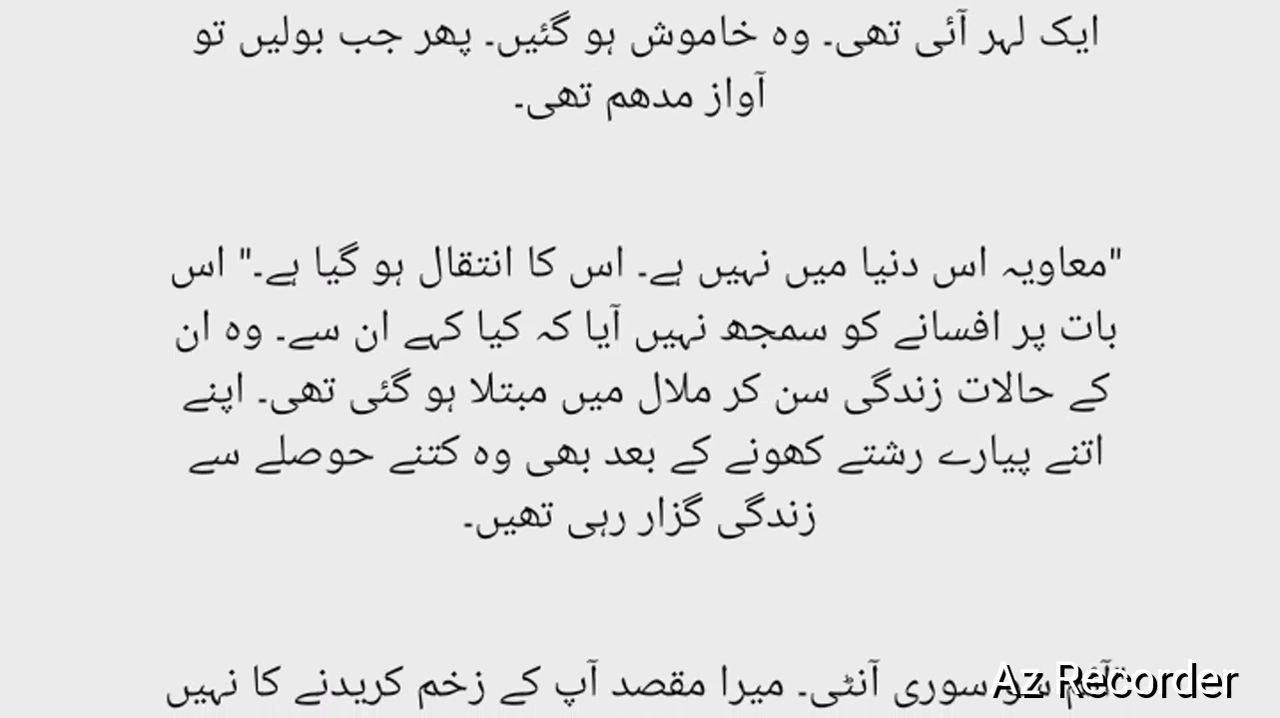 ایک لہر آئی تھی۔ وہ خاموش ہو گئیں۔ پھر جب بولیں تو
آواز مدھم تھی۔
"معاویہ اس دنیا میں نہیں ہے۔ اس کا انتقال ہو گیا ہے۔" اس
بات پر افسانے کو سمجھ نہیں آیا کہ کیا کہے ان سے۔ وہ ان
کے حالات زندگی سن کر ملال میں مبتلا ہو گئی تھی۔ اپنے
اتنے پیارے رشتے کھونے کے بعد بھی وہ کتنے حوصلے سے
زندگی گزار رہی تھیں۔
سوری آنٹی۔ میرا مقصد آپ کے زخم کریدنے کا نہیں
Az Recorder